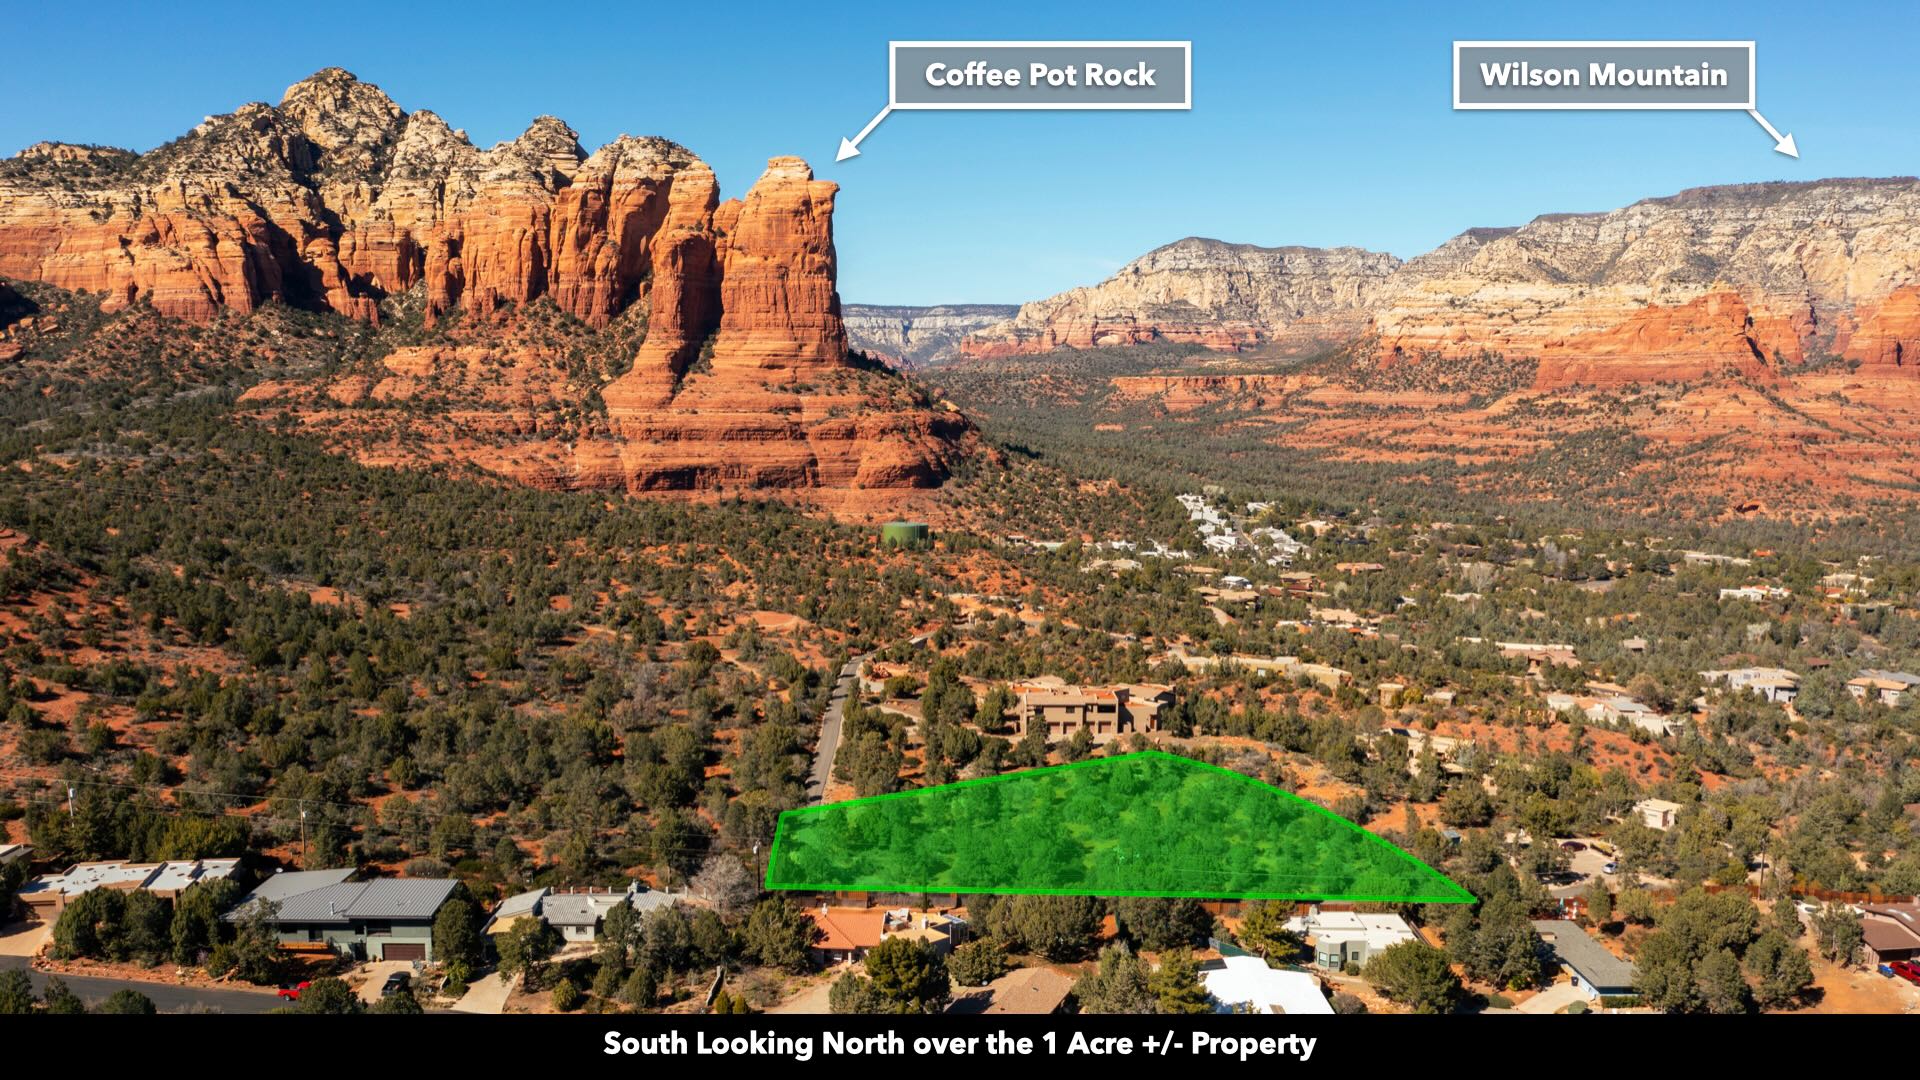 Coffee Pot Rock
Wilson Mountain
South Looking North over the 1 Acre +/- Property